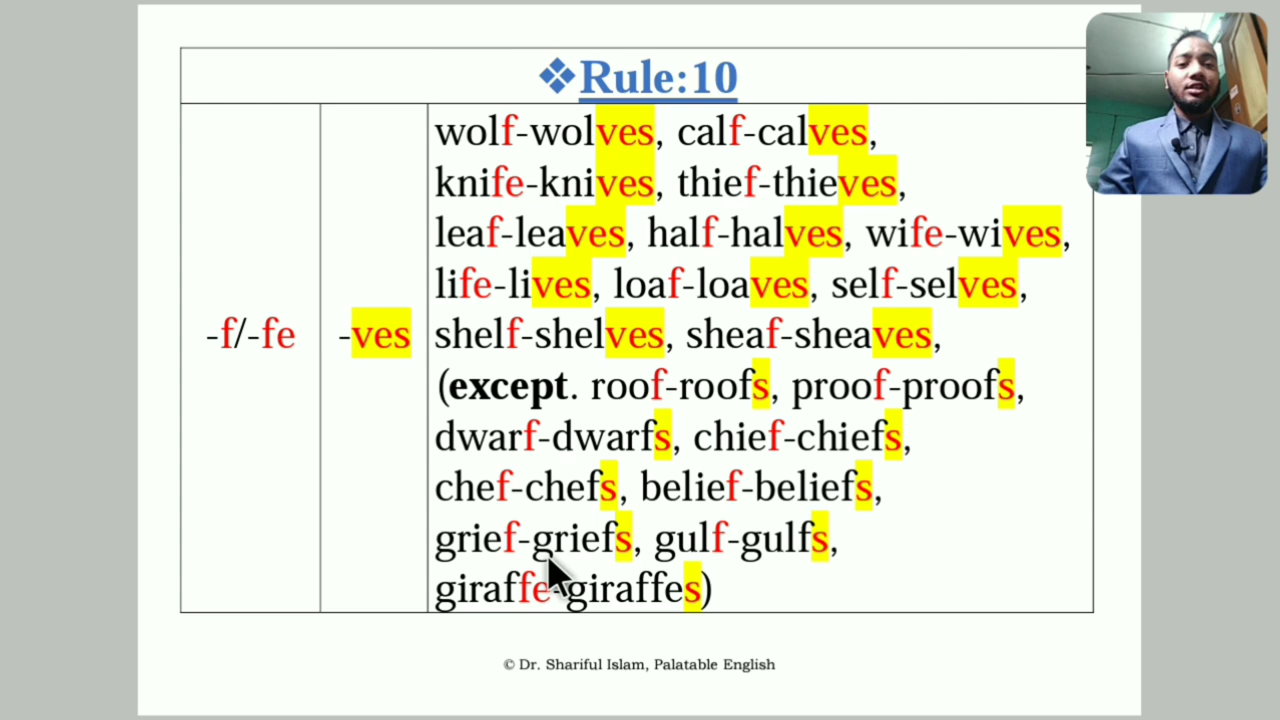 ❖Rule:10
-f/-fe
-ves
wolf-wolves, calf-calves,
knife-knives, thief-thieves,
leaf-leaves, half-halves, wife-wives,
life-lives, loaf-loaves, self-selves,
shelf-shelves, sheaf-sheaves,
(except. roof-roofs, proof-proofs,
dwarf-dwarfs, chief-chiefs,
chef-chefs, belief-beliefs,
grief-griefs, gulf-gulfs,
giraffe-giraffes)
© Dr. Shariful Islam, Palatable English